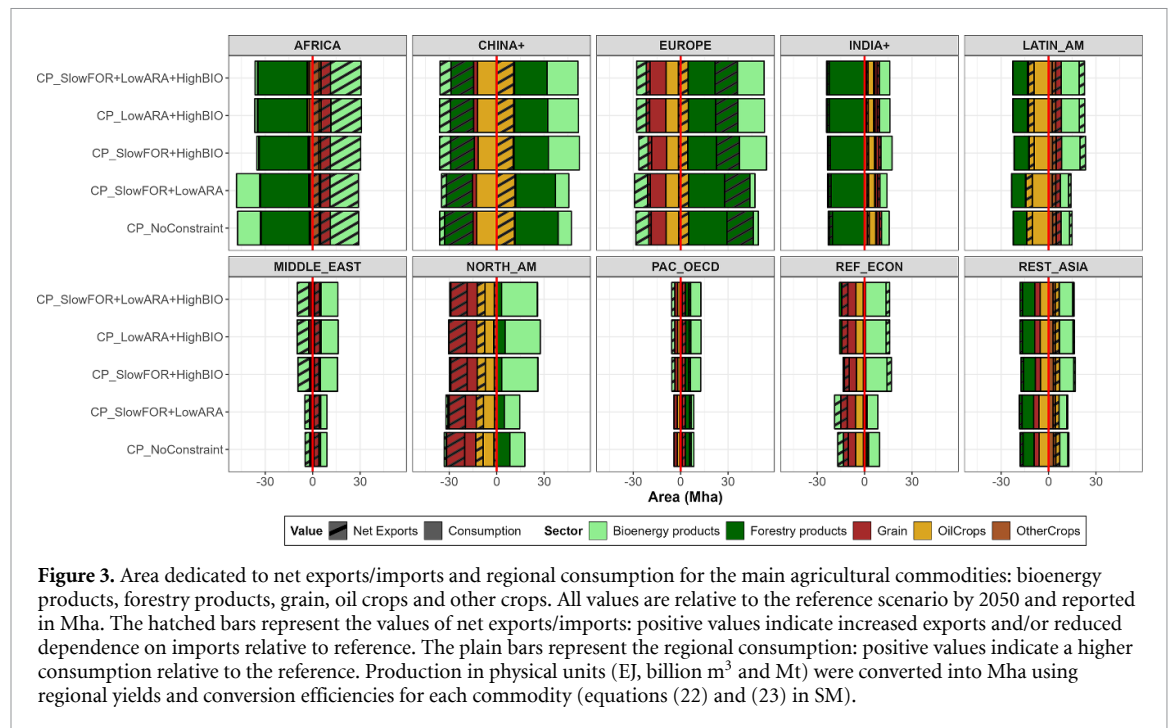 AFRICA CHINA+ EUROPE INDIA+ LATIN_AM
CP_SlowFOR+LowARA+HighBIO
CP_LowARA+HighBIO
CP_SlowFOR+HighBIO
CP_SlowFOR+LowARA
CP_NoConstraint
MIDDLE_EAST NORTH_AM PAC_OECD REF_ECON REST_ASIA
CP_SlowFOR+LowARA+HighBIO
CP_LowARA+HighBIO
CP_SlowFOR+HighBIO
CP_SlowFOR+LowARA
CP_NoConstraint
-30 0 30 -30 0 30 -30 0 30 -30 0 30 -30 0 30
Area (Mha)
Value Net Exports Consumption Sector Bioenergy products Forestry products Grain OilCrops OtherCrops
Figure 3. Area dedicated to net exports/imports and regional consumption for the main agricultural commodities: bioenergy
products, forestry products, grain, oil crops and other crops. All values are relative to the reference scenario by 2050 and reported
in Mha. The hatched bars represent the values of net exports/imports: positive values indicate increased exports and/or reduced
dependence on imports relative to reference. The plain bars represent the regional consumption: positive values indicate a higher
consumption relative to the reference. Production in physical units (EJ, billion m³ and Mt) were converted into Mha using
regional yields and conversion efficiencies for each commodity (equations (22) and (23) in SM).